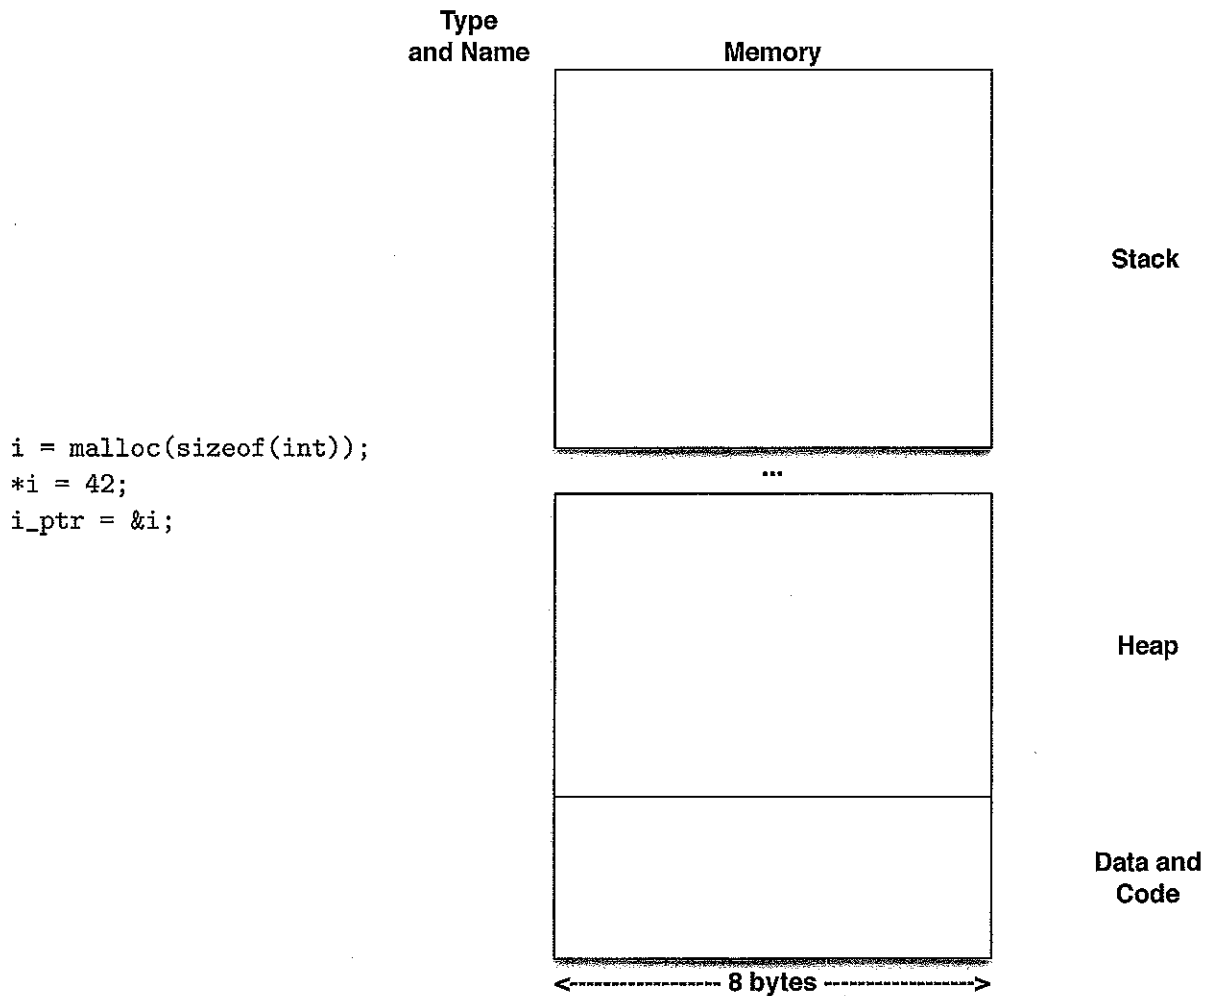 Type
and Name
Memory
Stack
i = malloc(sizeof(int));
*i = 42;
i_ptr = &i;
...
Heap
Data and
Code
<---------------- 8 bytes ---------------->